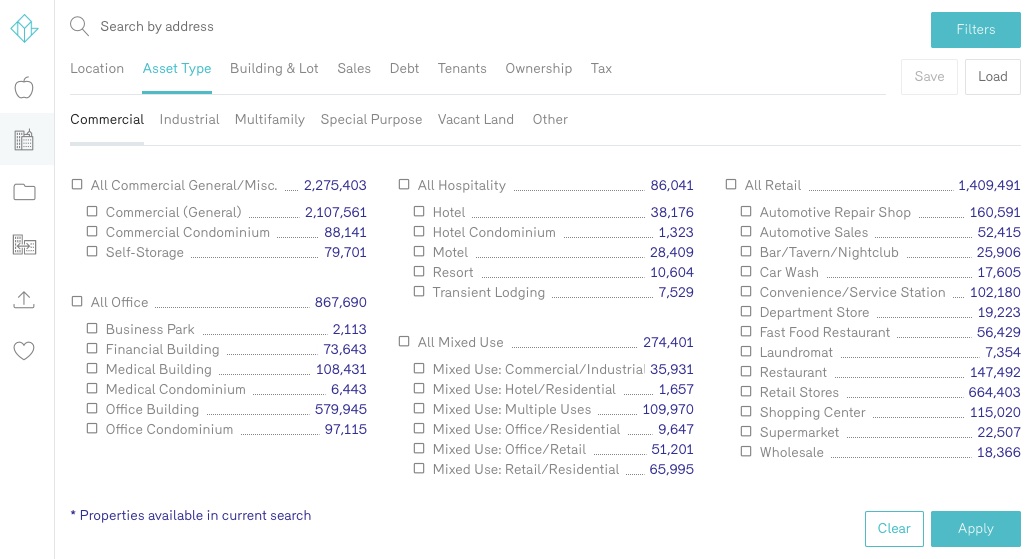 Search by address
Filters
Location Asset Type Building & Lot Sales Debt Tenants Ownership Tax
Save Load
Commercial Industrial Multifamily Special Purpose Vacant Land Other
All Commercial General/Misc. 2,275,403
Commercial (General) 2,107,561
Commercial Condominium 88,141
Self-Storage 79,701
All Office 867,690
Business Park 2,113
Financial Building 73,643
Medical Building 108,431
Medical Condominium 6,443
Office Building 579,945
Office Condominium 97,115
All Hospitality 86,041
Hotel 38,176
Hotel Condominium 1,323
Motel 28,409
Resort 10,604
Transient Lodging 7,529
All Mixed Use 274,401
Mixed Use: Commercial/Industrial 35,931
Mixed Use: Hotel/Residential 1,657
Mixed Use: Multiple Uses 109,970
Mixed Use: Office/Residential 9,647
Mixed Use: Office/Retail 51,201
Mixed Use: Retail/Residential 65,995
All Retail 1,409,491
Automotive Repair Shop 160,591
Automotive Sales 52,415
Bar/Tavern/Nightclub 25,906
Car Wash 17,605
Convenience/Service Station 102,180
Department Store 19,223
Fast Food Restaurant 56,429
Laundromat 7,354
Restaurant 147,492
Retail Stores 664,403
Shopping Center 115,020
Supermarket 22,507
Wholesale 18,366
* Properties available in current search
Clear Apply